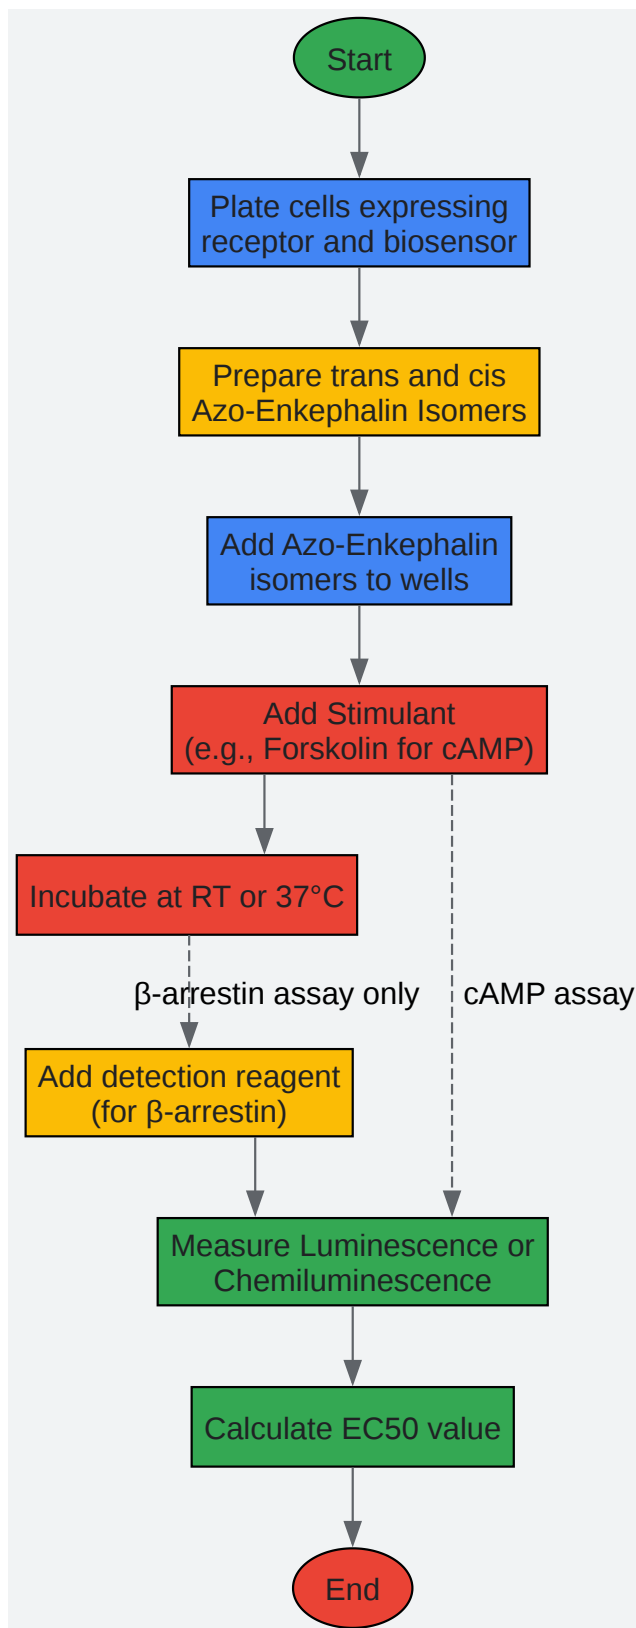 Start
Plate cells expressing
receptor and biosensor
Prepare trans and cis
Azo-Enkephalin Isomers
Add Azo-Enkephalin
isomers to wells
Add Stimulant
(e.g., Forskolin for cAMP)
Incubate at RT or 37°C
β-arrestin assay only
cAMP assay
Add detection reagent
(for β-arrestin)
Measure Luminescence or
Chemiluminescence
Calculate EC50 value
End